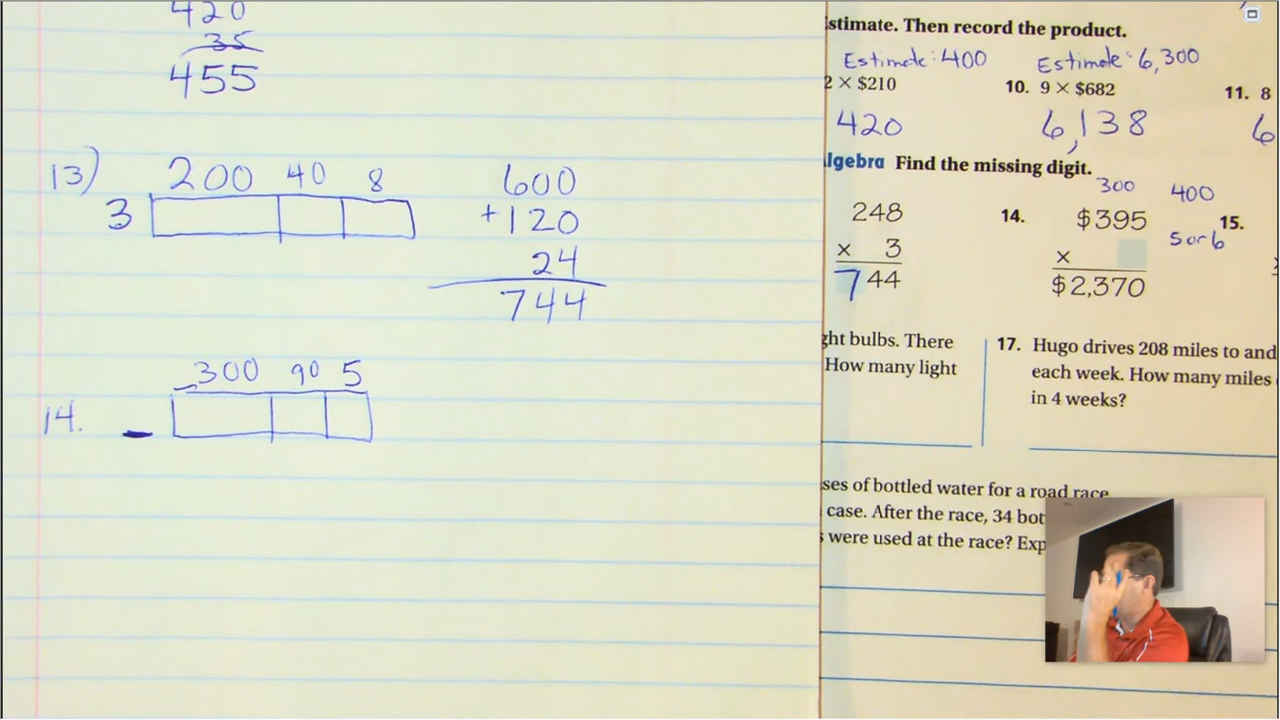 420
35
455
13) 200 40 8
3
600
+120
24
744
300 90 5
14.
stimate. Then record the product.
Estimate: 400
2 × $210
420
Estimate: 6,300
10. 9 × $682
6,138
11. 8
6
lgebra Find the missing digit.
248
× 3
744
300 400
14. $395
5 or 6
×
$2,370
15.
ght bulbs. There
How many light
17. Hugo drives 208 miles to and
each week. How many miles
in 4 weeks?
ses of bottled water for a road race
case. After the race, 34 bot
s were used at the race? Exp